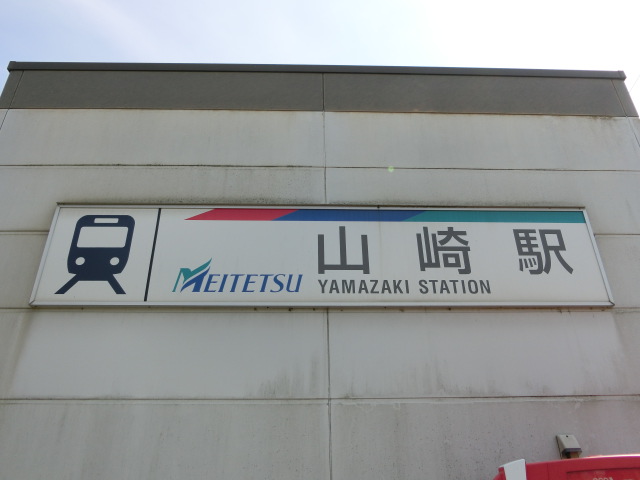 山崎駅
MEITETSU YAMAZAKI STATION